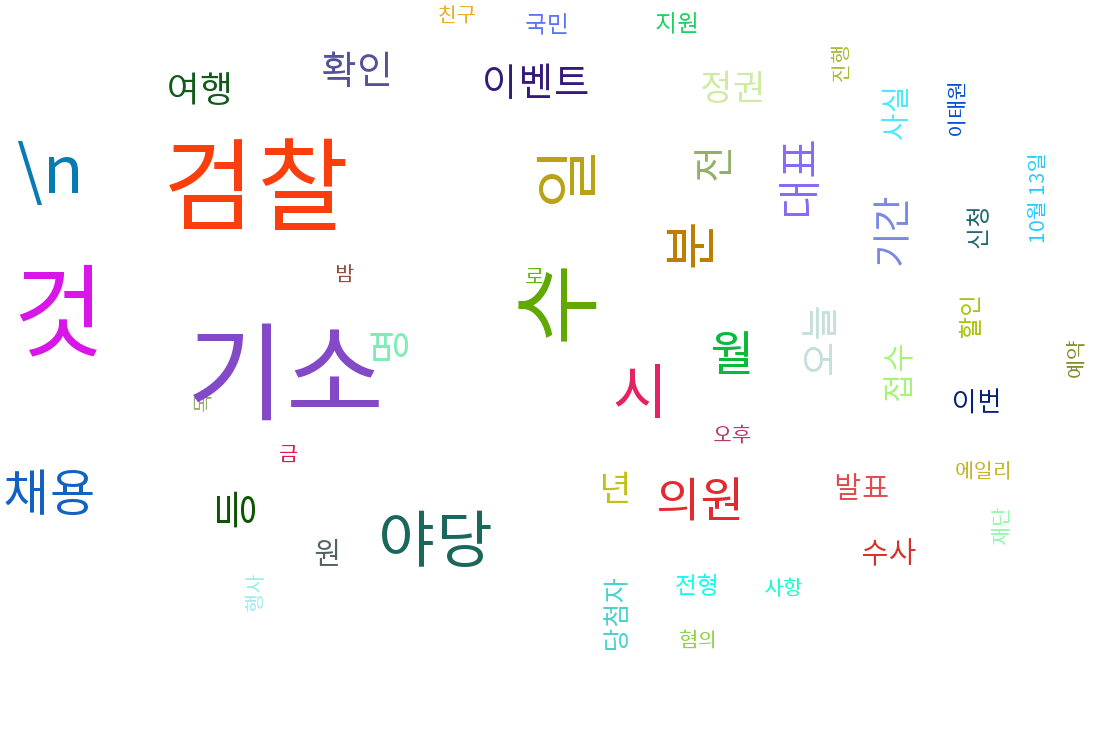 친구
국민
지원
확인
이벤트
여행
정권
진행
사실
이태원
\n
검찰
일
전
대표
10월 13일
기간
신청
분
것
밤
로
수
기소
명
월
오늘
할인
접수
예약
시
이번
오후
금
채용
년
의원
발표
에일리
등
야당
원
수사
재단
행사
당첨자
전형
사항
혐의